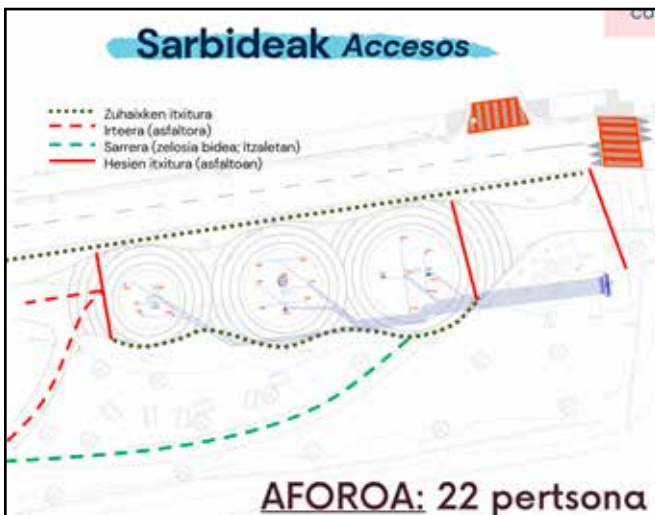 Sarbideak Accesos
Zuhaixken itxitura
Irteera (asfaltora)
Sarrera (zelosia bidea; itzaletan)
Hesien itxitura (asfaltoan)
AFOROA: 22 pertsona